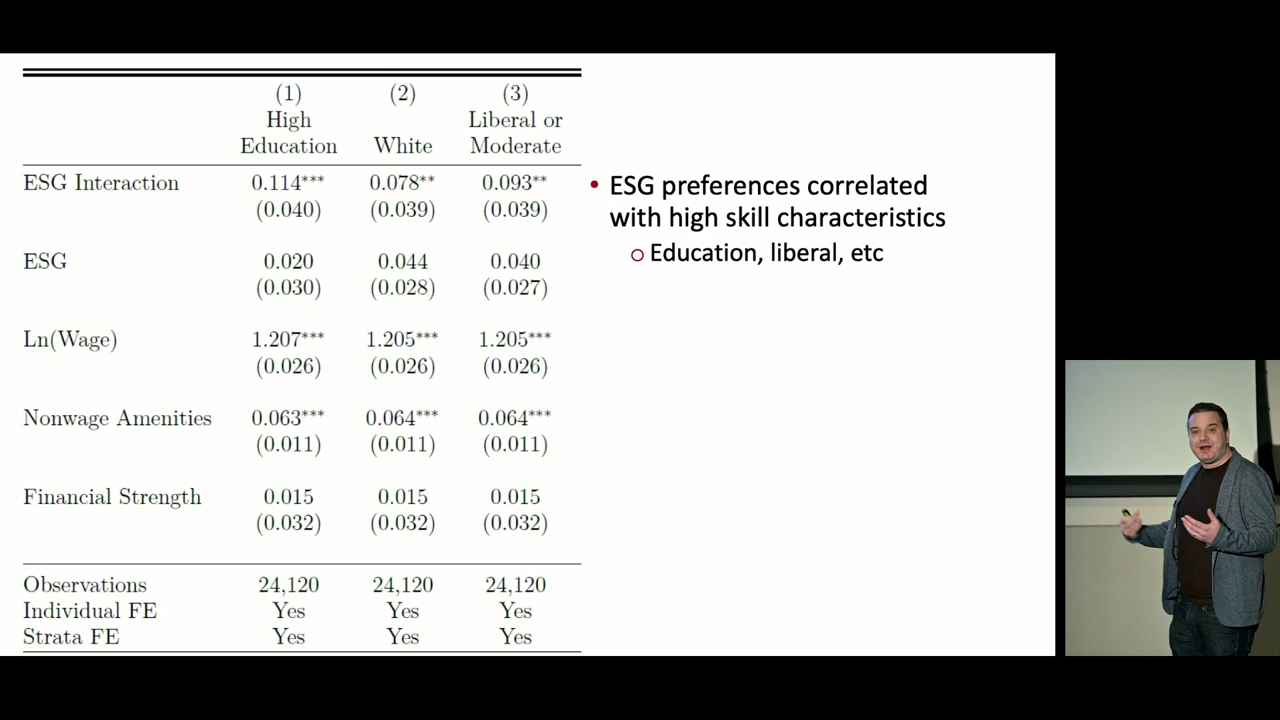 (1) (2) (3)
High Liberal or
Education White Moderate
ESG Interaction 0.114*** 0.078** 0.093**
(0.040) (0.039) (0.039)
ESG 0.020 0.044 0.040
(0.030) (0.028) (0.027)
Ln(Wage) 1.207*** 1.205*** 1.205***
(0.026) (0.026) (0.026)
Nonwage Amenities 0.063*** 0.064*** 0.064***
(0.011) (0.011) (0.011)
Financial Strength 0.015 0.015 0.015
(0.032) (0.032) (0.032)
Observations 24,120 24,120 24,120
Individual FE Yes Yes Yes
Strata FE Yes Yes Yes
• ESG preferences correlated
with high skill characteristics
o Education, liberal, etc